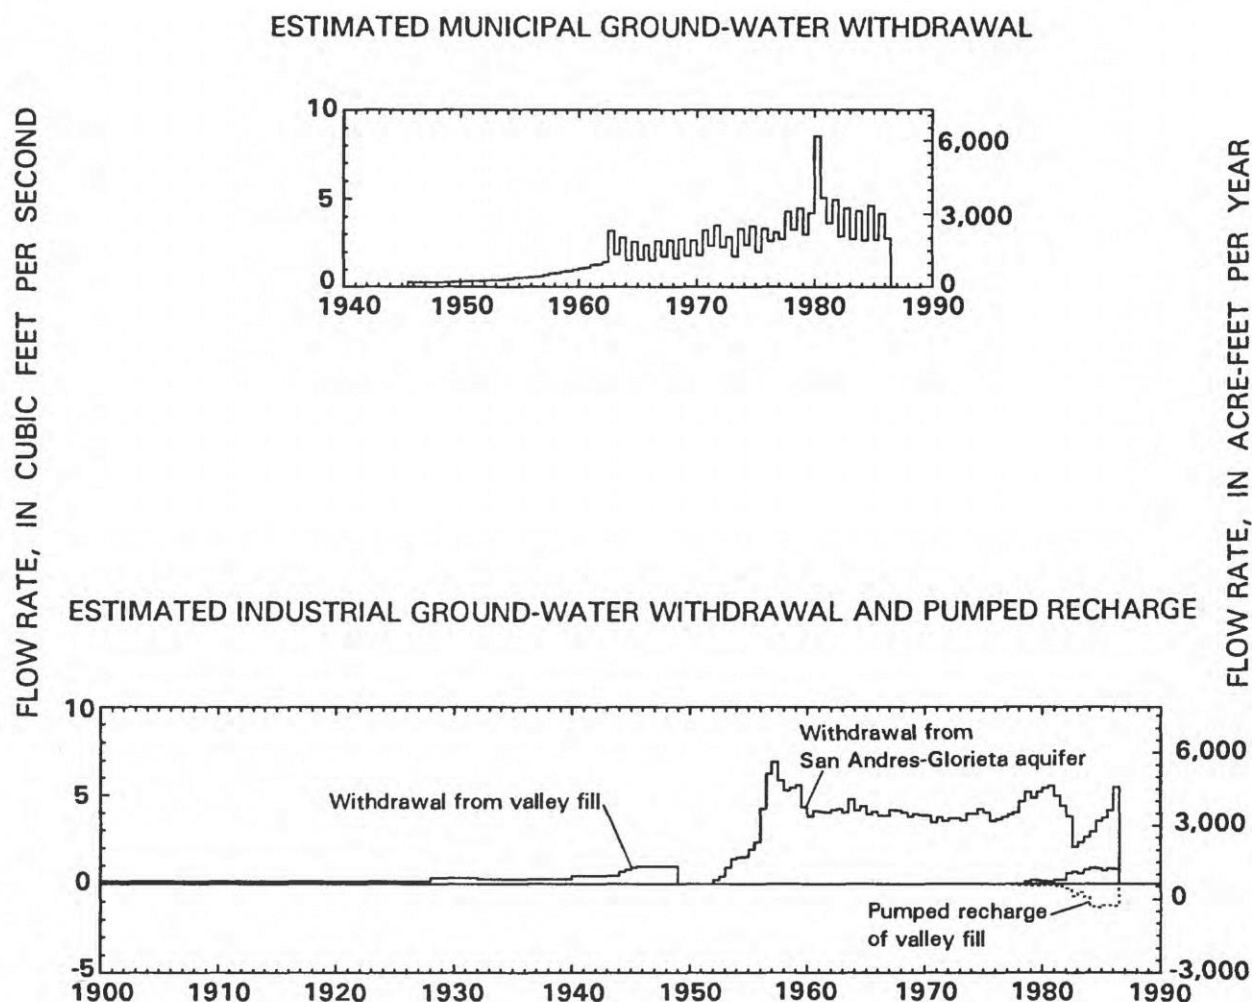 ESTIMATED MUNICIPAL GROUND-WATER WITHDRAWAL
FLOW RATE, IN CUBIC FEET PER SECOND
10
5
0
6,000
3,000
0
1940 1950 1960 1970 1980 1990
FLOW RATE, IN ACRE-FEET PER YEAR
ESTIMATED INDUSTRIAL GROUND-WATER WITHDRAWAL AND PUMPED RECHARGE
10
5
0
-5
Withdrawal from valley fill
Withdrawal from
San Andres-Glorieta aquifer
Pumped recharge
of valley fill
6,000
3,000
0
-3,000
1900 1910 1920 1930 1940 1950 1960 1970 1980 1990